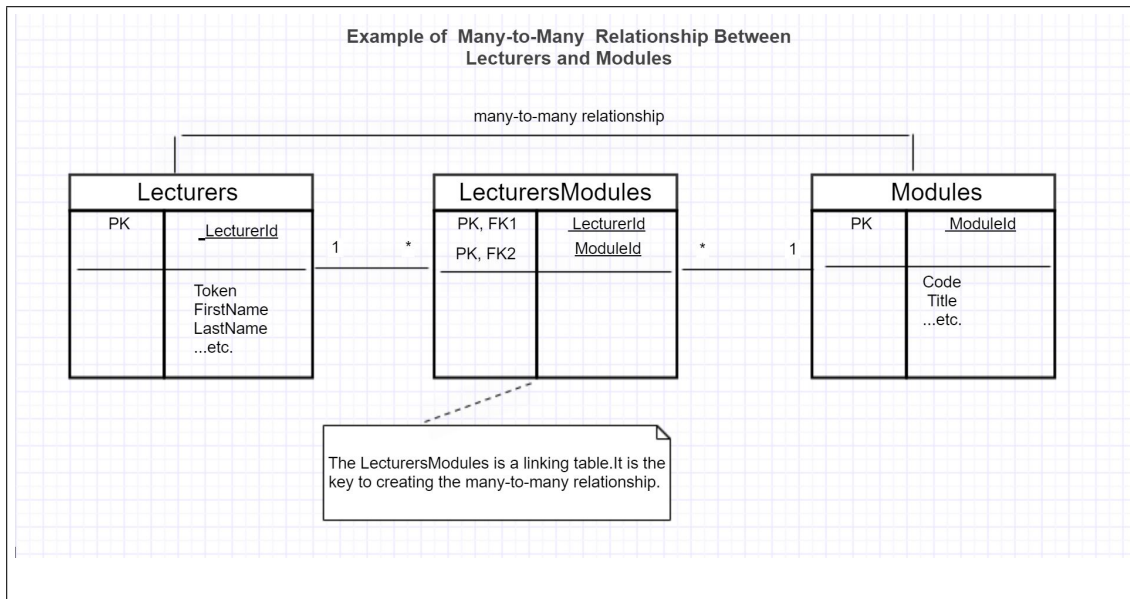 Example of Many-to-Many Relationship Between
Lecturers and Modules
many-to-many relationship
Lecturers
PK
_LecturerId
Token
FirstName
LastName
...etc.
1
*
LecturersModules
PK, FK1 LecturerId
PK, FK2 ModuleId
*
1
Modules
PK ModuleId
Code
Title
...etc.
The LecturersModules is a linking table.It is the
key to creating the many-to-many relationship.